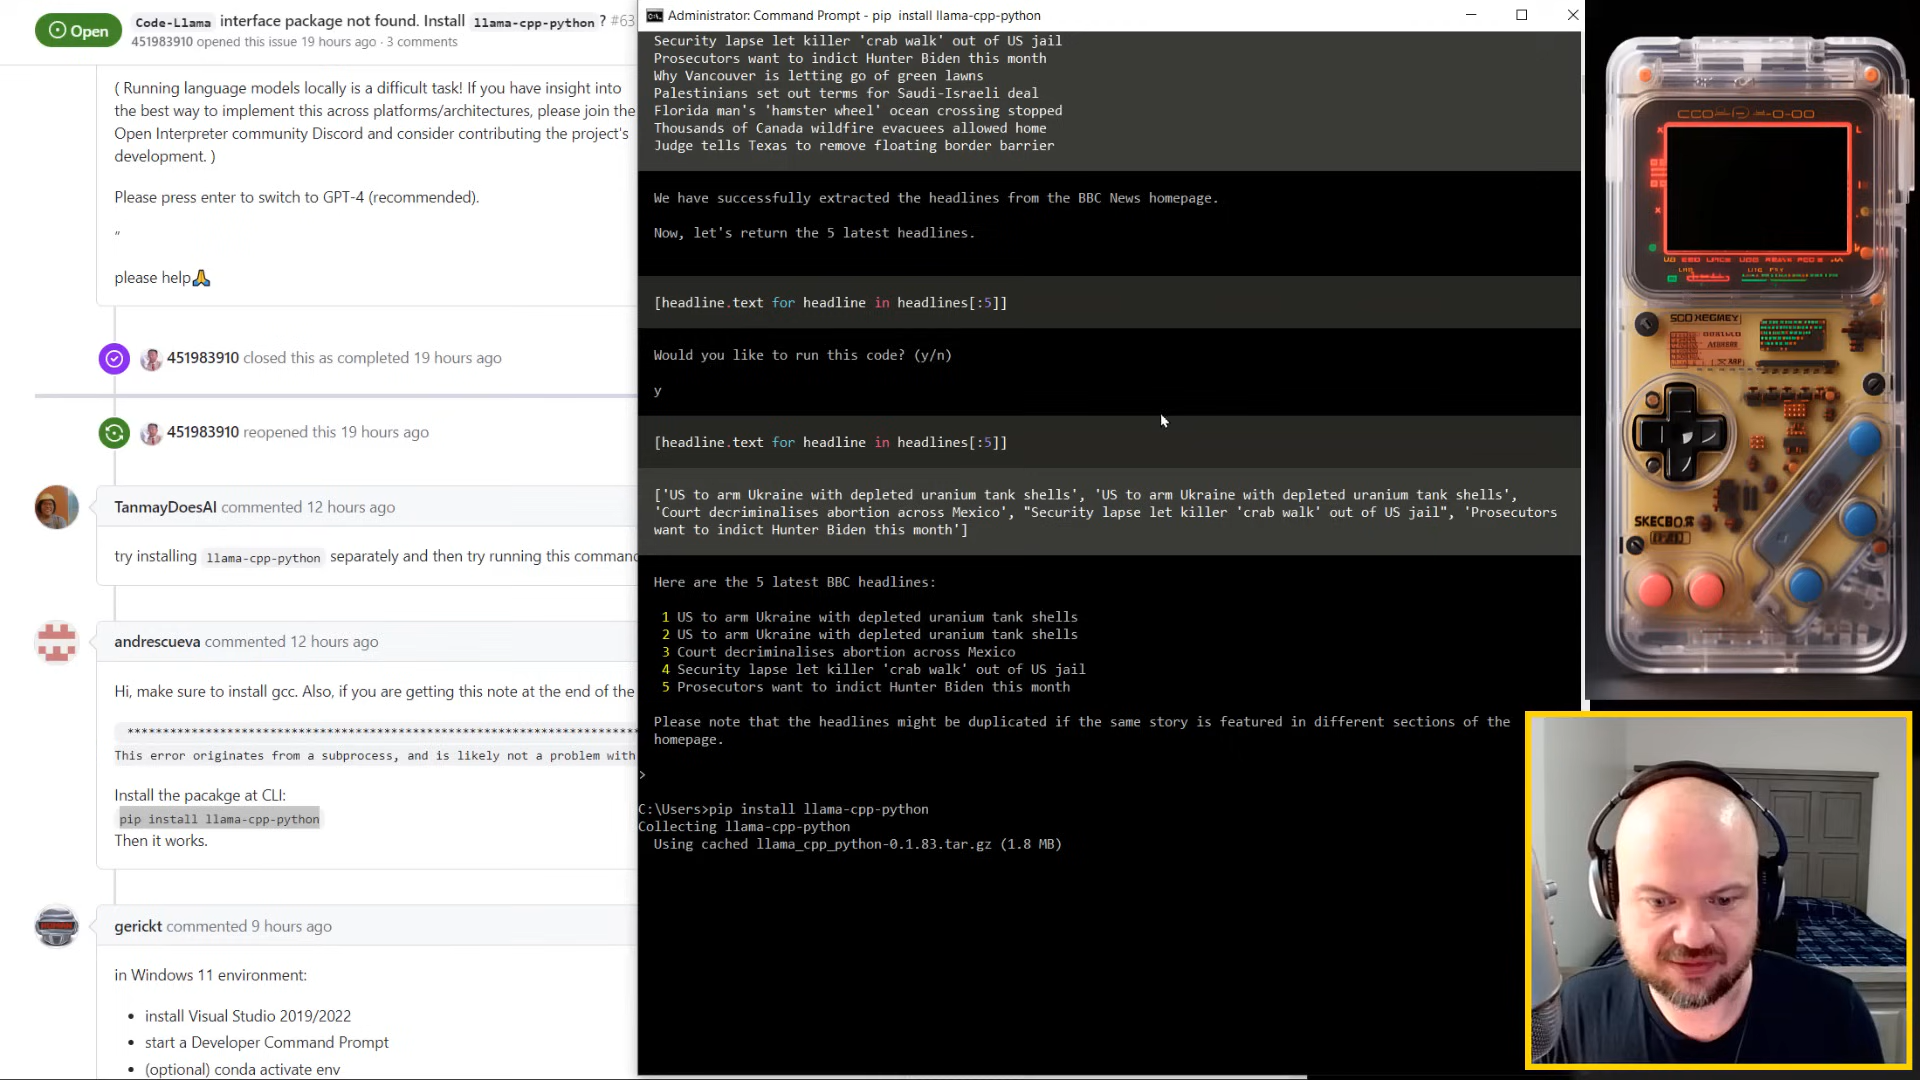 Open
Code-Llama interface package not found. Install llama-cpp-python ? #63
451983910 opened this issue 19 hours ago · 3 comments
( Running language models locally is a difficult task! If you have insight into
the best way to implement this across platforms/architectures, please join the
Open Interpreter community Discord and consider contributing the project's
development. )
Please press enter to switch to GPT-4 (recommended).
"
please help🙏
451983910 closed this as completed 19 hours ago
451983910 reopened this 19 hours ago
TanmayDoesAI commented 12 hours ago
try installing llama-cpp-python separately and then try running this command
andrescueva commented 12 hours ago
Hi, make sure to install gcc. Also, if you are getting this note at the end of the
This error originates from a subprocess, and is likely not a problem with
Install the pacakge at CLI:
pip install llama-cpp-python
Then it works.
gerickt commented 9 hours ago
in Windows 11 environment:
• install Visual Studio 2019/2022
• start a Developer Command Prompt
• (optional) conda activate env
Administrator: Command Prompt - pip install llama-cpp-python
Security lapse let killer 'crab walk' out of US jail
Prosecutors want to indict Hunter Biden this month
Why Vancouver is letting go of green lawns
Palestinians set out terms for Saudi-Israeli deal
Florida man's 'hamster wheel' ocean crossing stopped
Thousands of Canada wildfire evacuees allowed home
Judge tells Texas to remove floating border barrier
We have successfully extracted the headlines from the BBC News homepage.
Now, let's return the 5 latest headlines.
[headline.text for headline in headlines[:5]]
Would you like to run this code? (y/n)
y
[headline.text for headline in headlines[:5]]
['US to arm Ukraine with depleted uranium tank shells', 'US to arm Ukraine with depleted uranium tank shells',
'Court decriminalises abortion across Mexico', "Security lapse let killer 'crab walk' out of US jail", 'Prosecutors
want to indict Hunter Biden this month']
Here are the 5 latest BBC headlines:
1 US to arm Ukraine with depleted uranium tank shells
2 US to arm Ukraine with depleted uranium tank shells
3 Court decriminalises abortion across Mexico
4 Security lapse let killer 'crab walk' out of US jail
5 Prosecutors want to indict Hunter Biden this month
Please note that the headlines might be duplicated if the same story is featured in different sections of the
homepage.
>
C:\Users>pip install llama-cpp-python
Collecting llama-cpp-python
Using cached llama_cpp_python-0.1.83.tar.gz (1.8 MB)